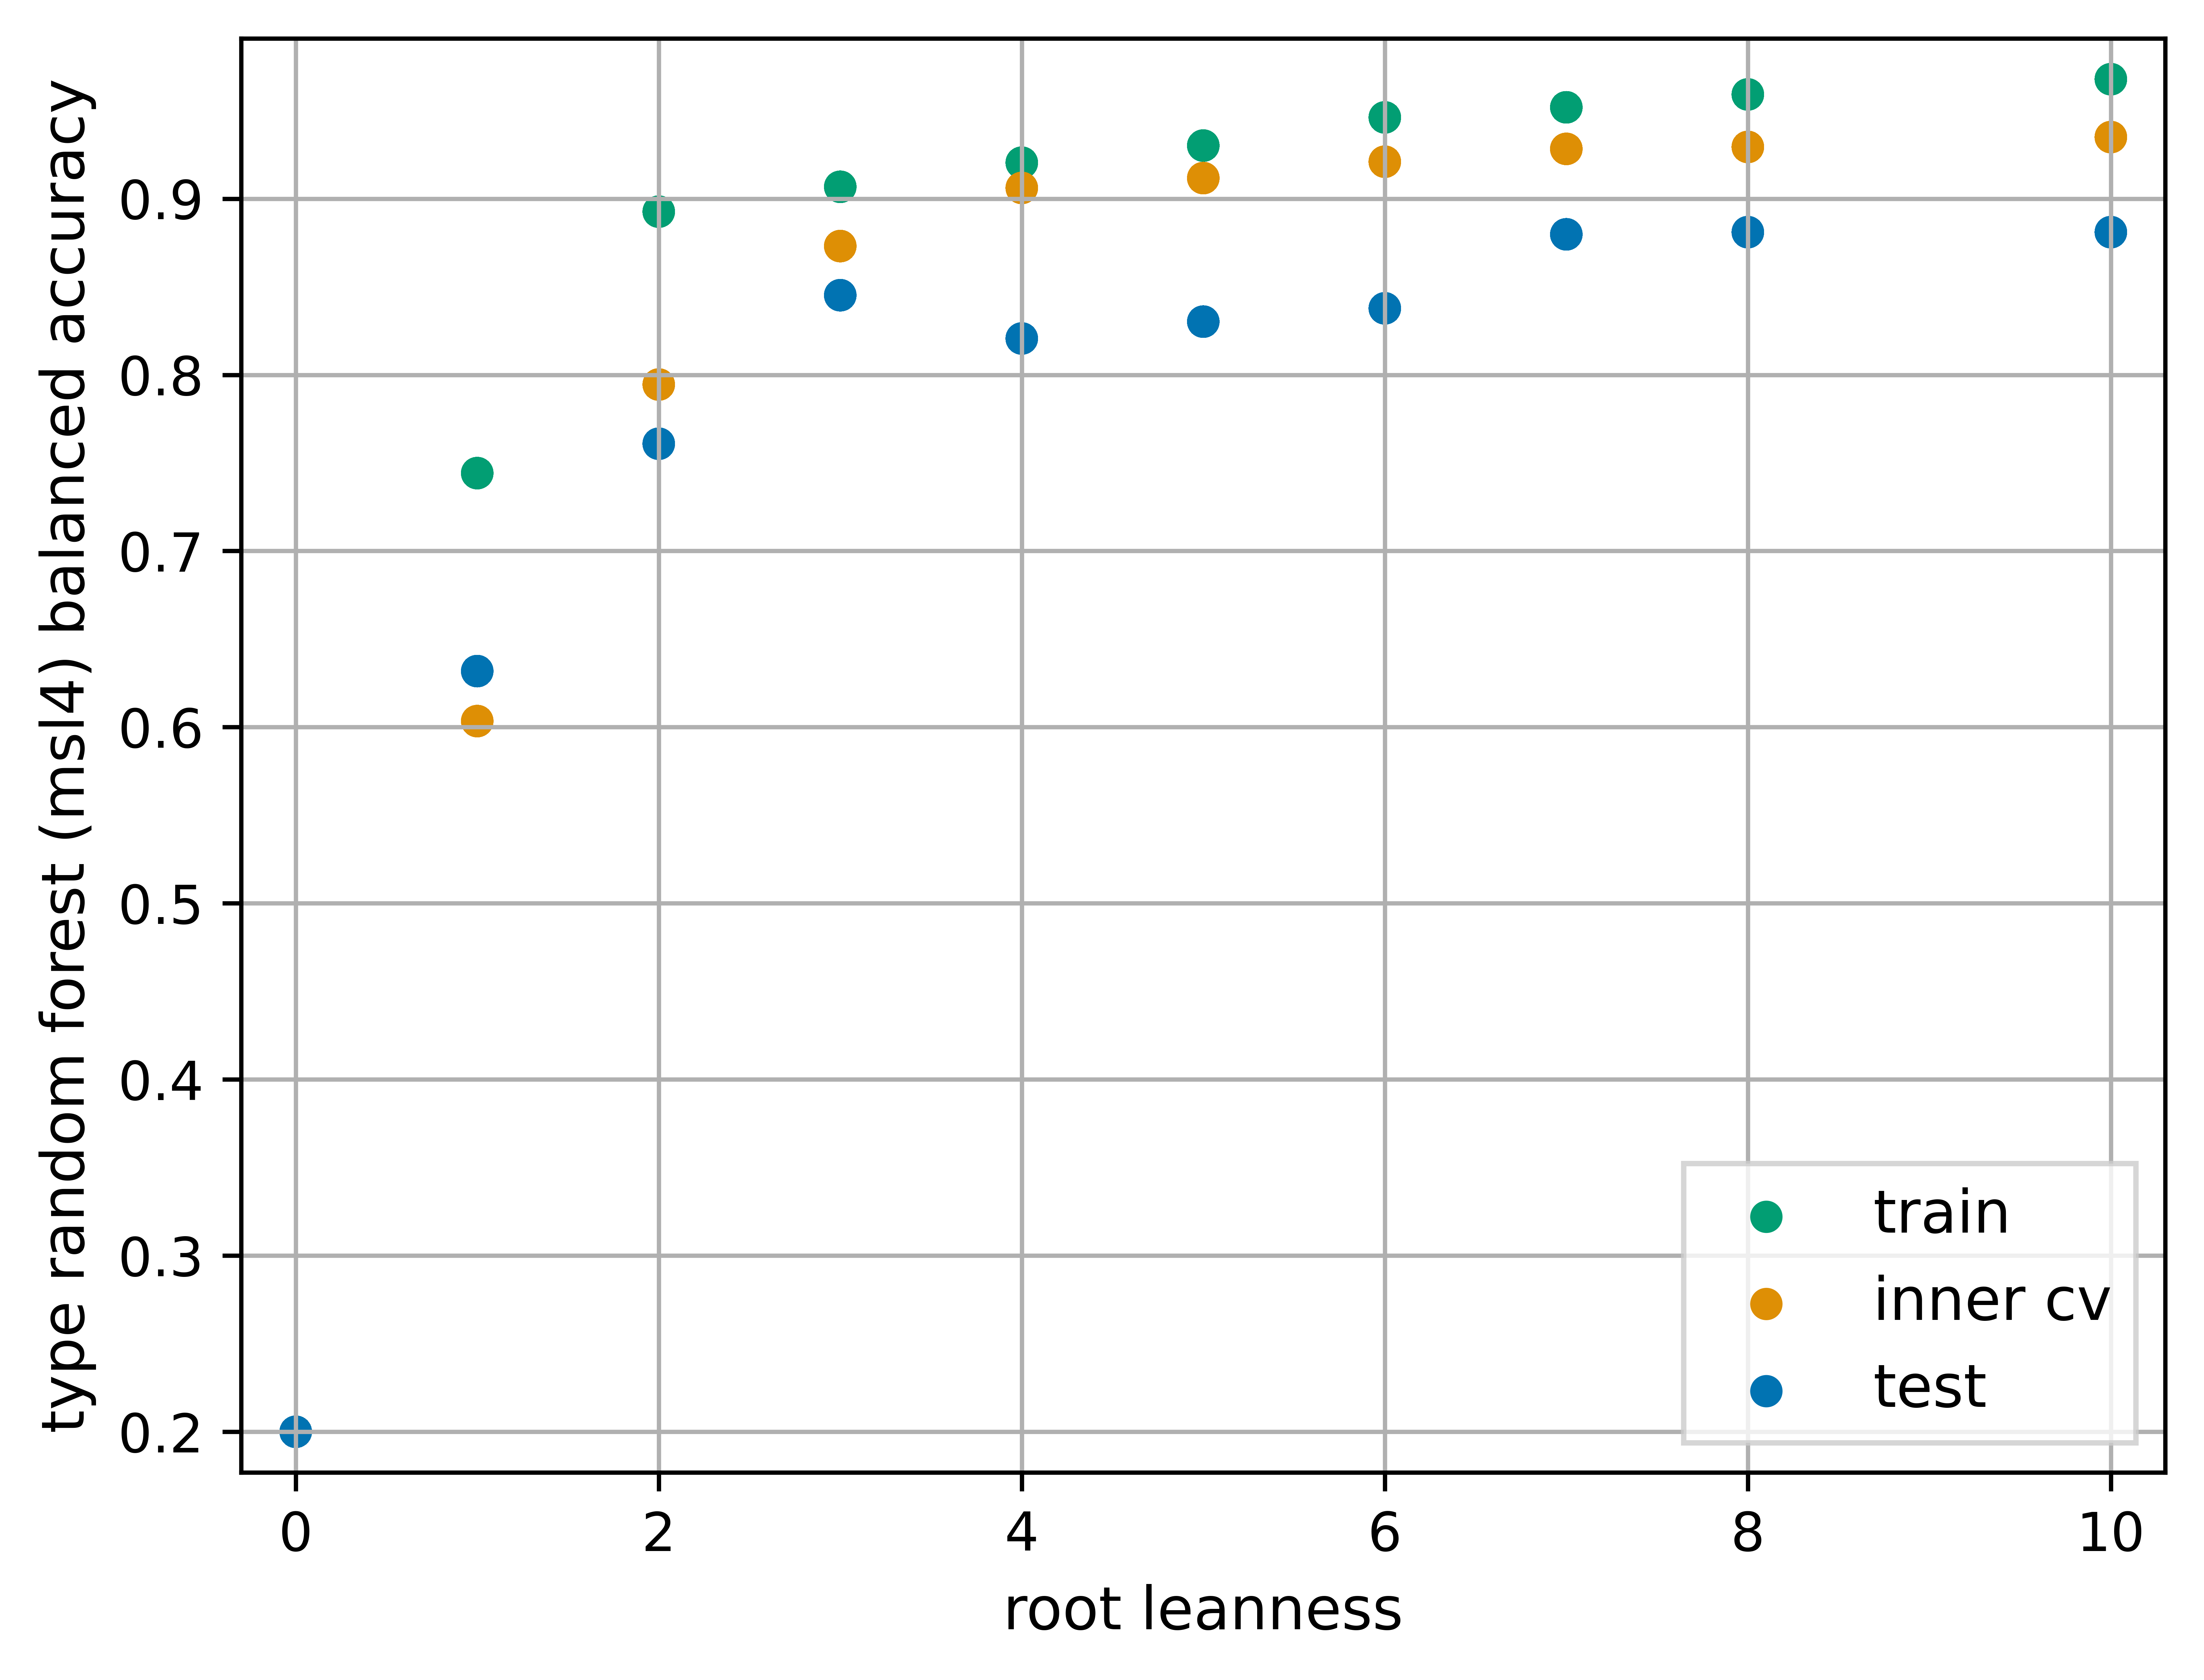 type random forest (msl4) balanced accuracy
0.9
0.8
0.7
0.6
0.5
0.4
0.3
0.2
train
inner cv
test
0 2 4 6 8 10
root leanness